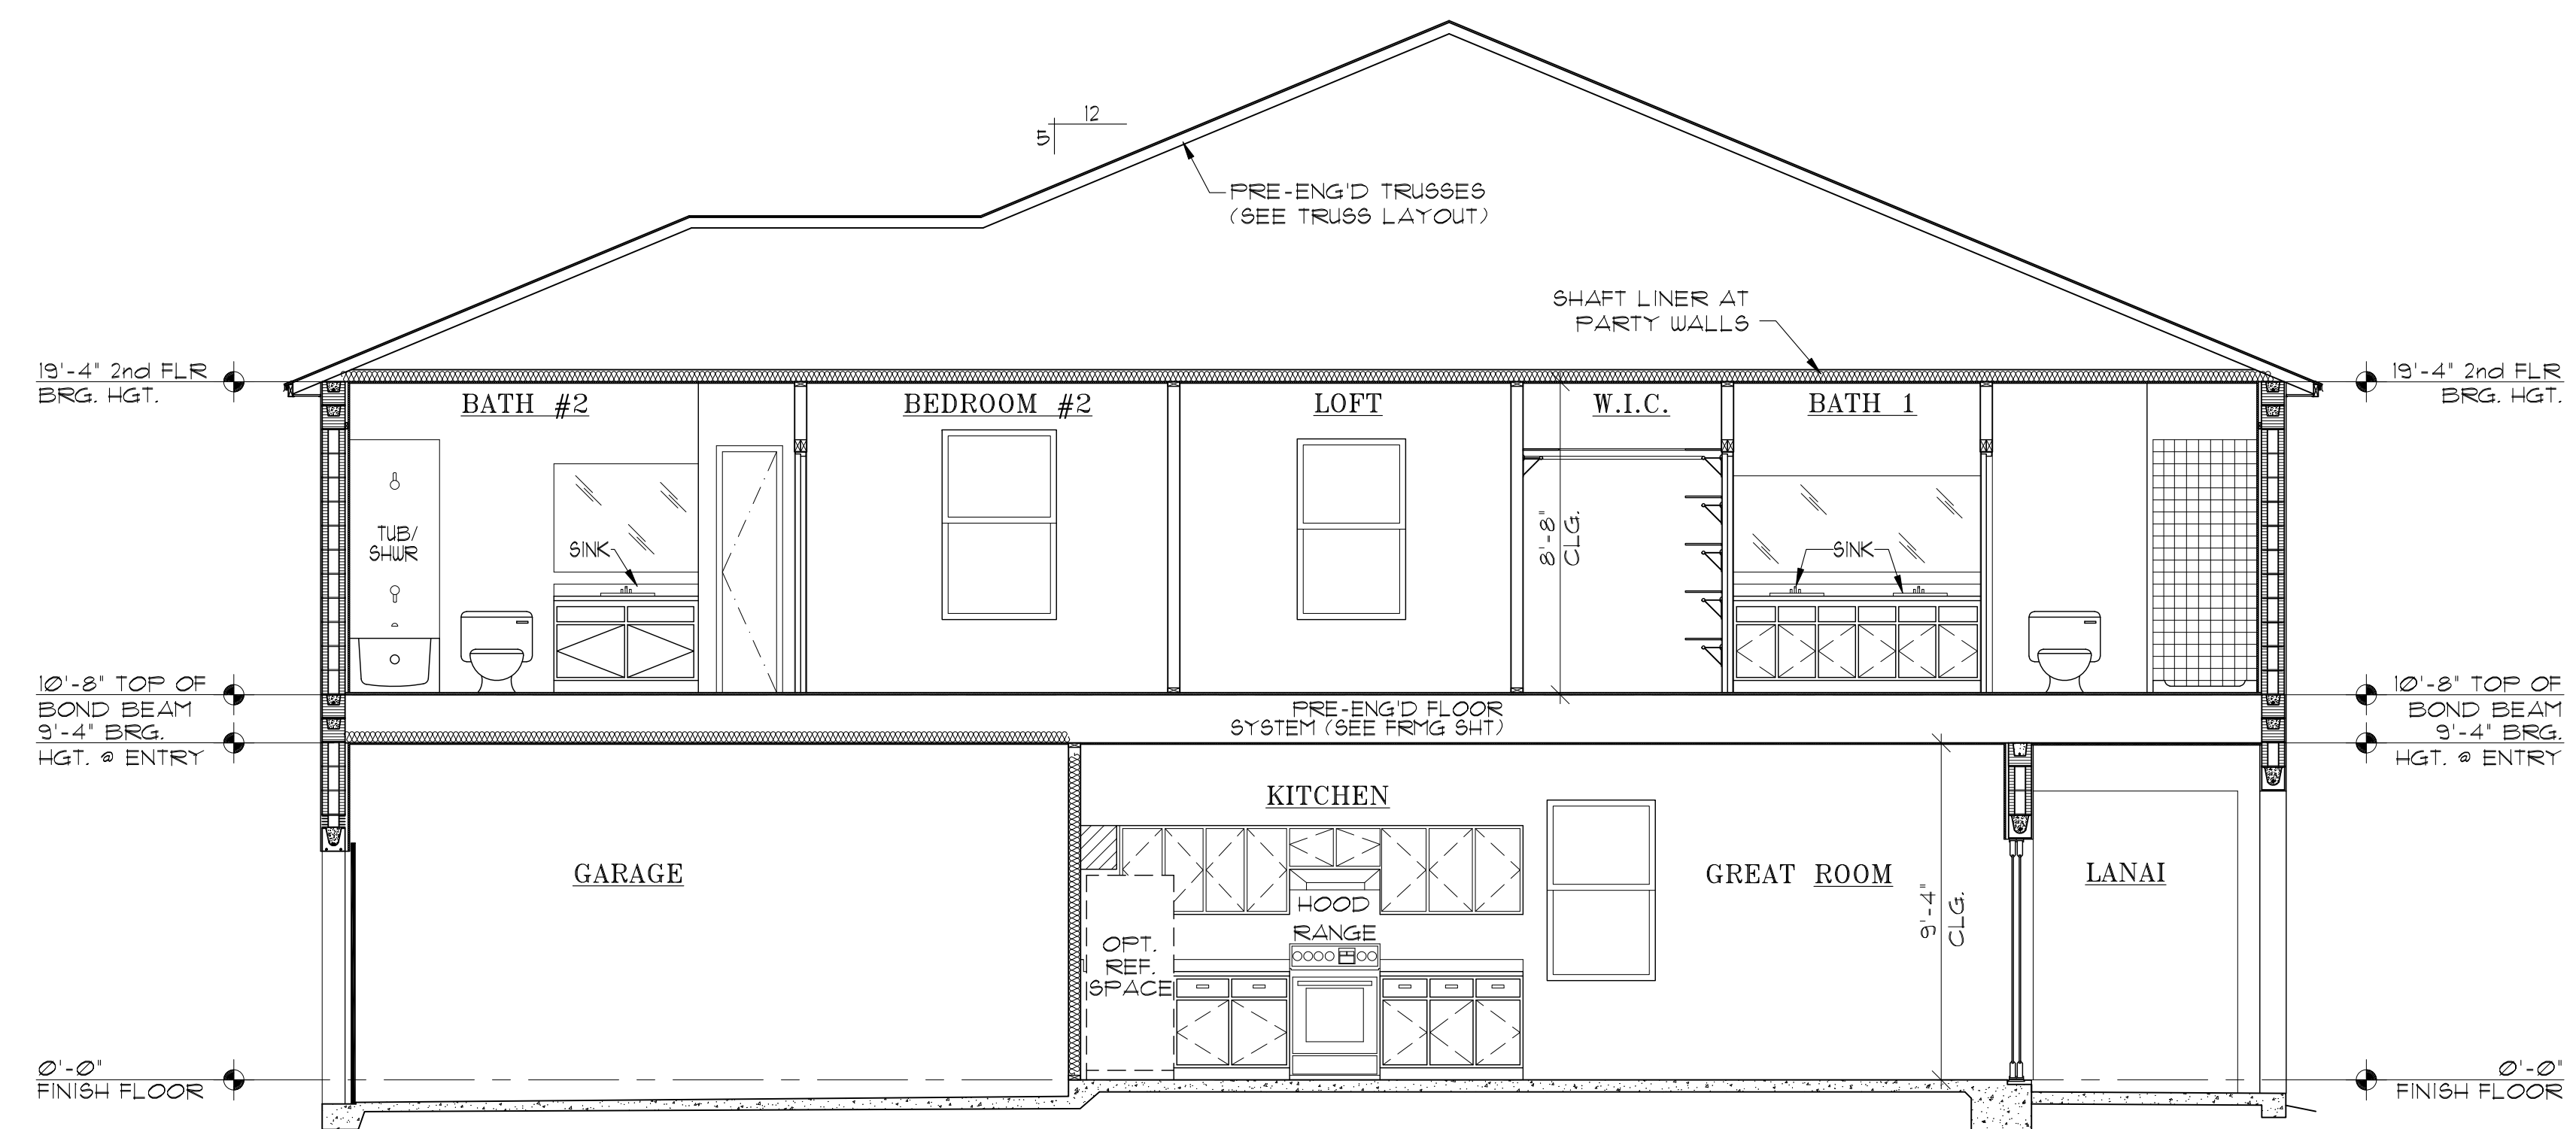 12
5
PRE-ENG'D TRUSSES
(SEE TRUSS LAYOUT)
SHAFT LINER AT
PARTY WALLS
19'-4" 2nd FLR
BRG. HGT.
19'-4" 2nd FLR
BRG. HGT.
BATH #2
BEDROOM #2
LOFT
W.I.C.
BATH 1
TUB/
SHWR
SINK
8'-8"
CLG.
SINK
10'-8" TOP OF
BOND BEAM
9'-4" BRG.
HGT. @ ENTRY
PRE-ENG'D FLOOR
SYSTEM (SEE FRMG SHT)
10'-8" TOP OF
BOND BEAM
9'-4" BRG.
HGT. @ ENTRY
KITCHEN
GARAGE
GREAT ROOM
LANAI
HOOD
RANGE
OPT.
REF.
SPACE
9'-4"
CLG.
0'-0"
FINISH FLOOR
0'-0"
FINISH FLOOR